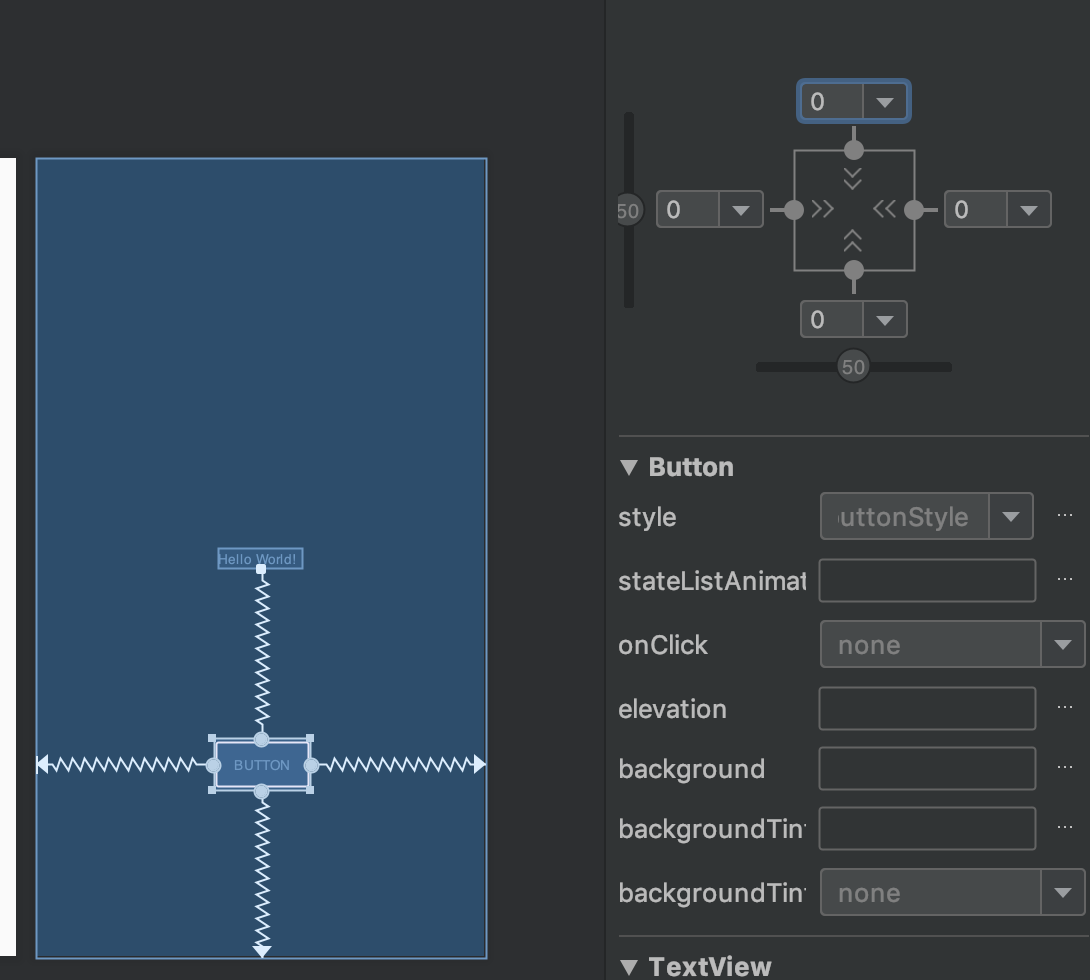 Hello World!
BUTTON
0
50
0
0
0
50
Button
style
uttonStyle
...
stateListAnimat
...
onClick
none
elevation
...
background
...
backgroundTin
...
backgroundTin
none
TextView